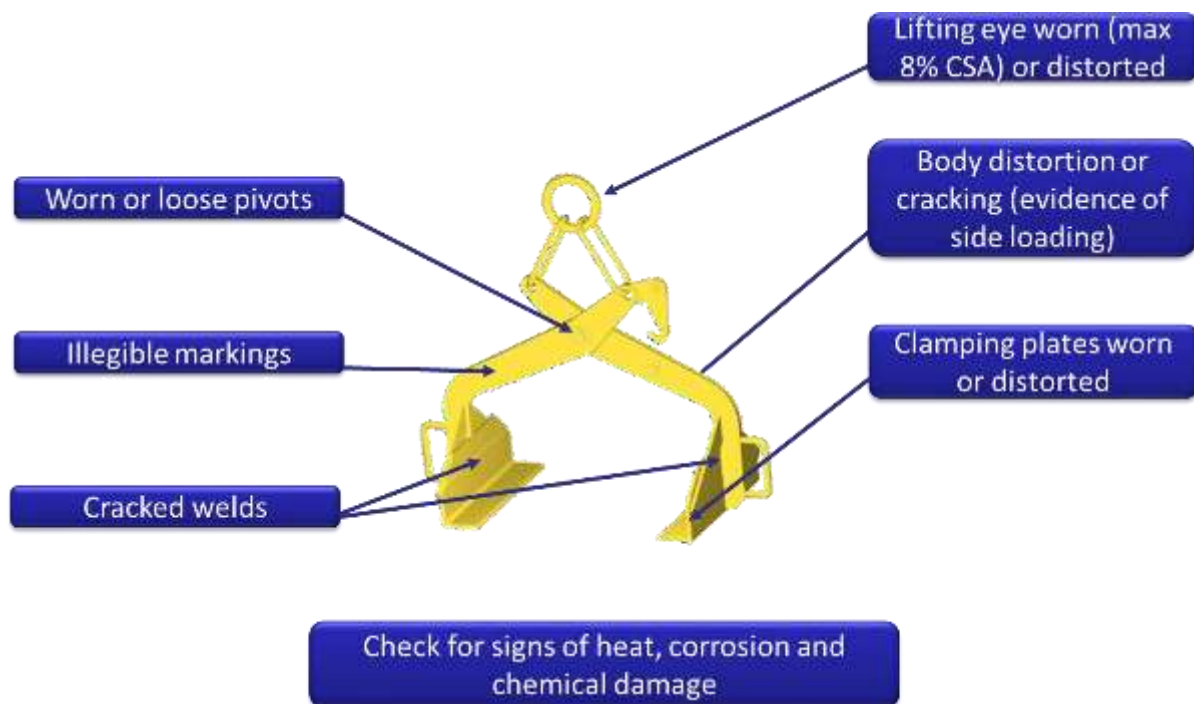 Lifting eye worn (max
8% CSA) or distorted
Worn or loose pivots
Body distortion or
cracking (evidence of
side loading)
Illegible markings
Clamping plates worn
or distorted
Cracked welds
Check for signs of heat, corrosion and
chemical damage